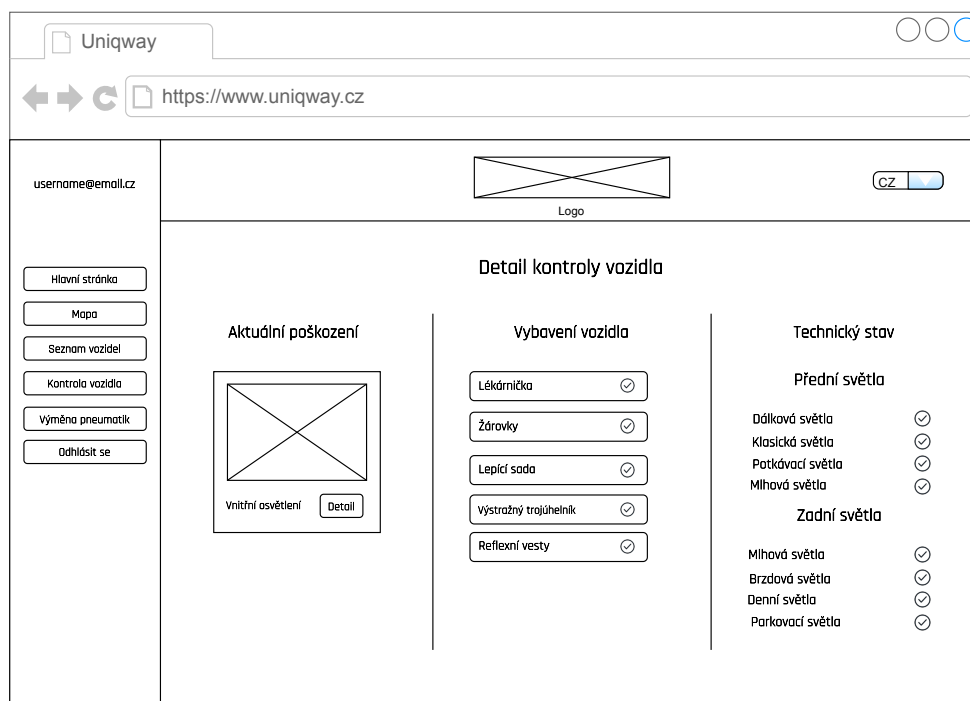 Uniqway
https://www.uniqway.cz
username@email.cz
CZ
Logo
Hlavní stránka
Mapa
Seznam vozidel
Kontrola vozidla
Výměna pneumatik
Odhlásit se
Detail kontroly vozidla
Aktuální poškození
Vnitřní osvětlení
Detail
Vybavení vozidla
Lékárnička
Žárovky
Lepící sada
Výstražný trojúhelník
Reflexní vesty
Technický stav
Přední světla
Dálková světla
Klasická světla
Potkávací světla
Mlhová světla
Zadní světla
Mlhová světla
Brzdová světla
Denní světla
Parkovací světla